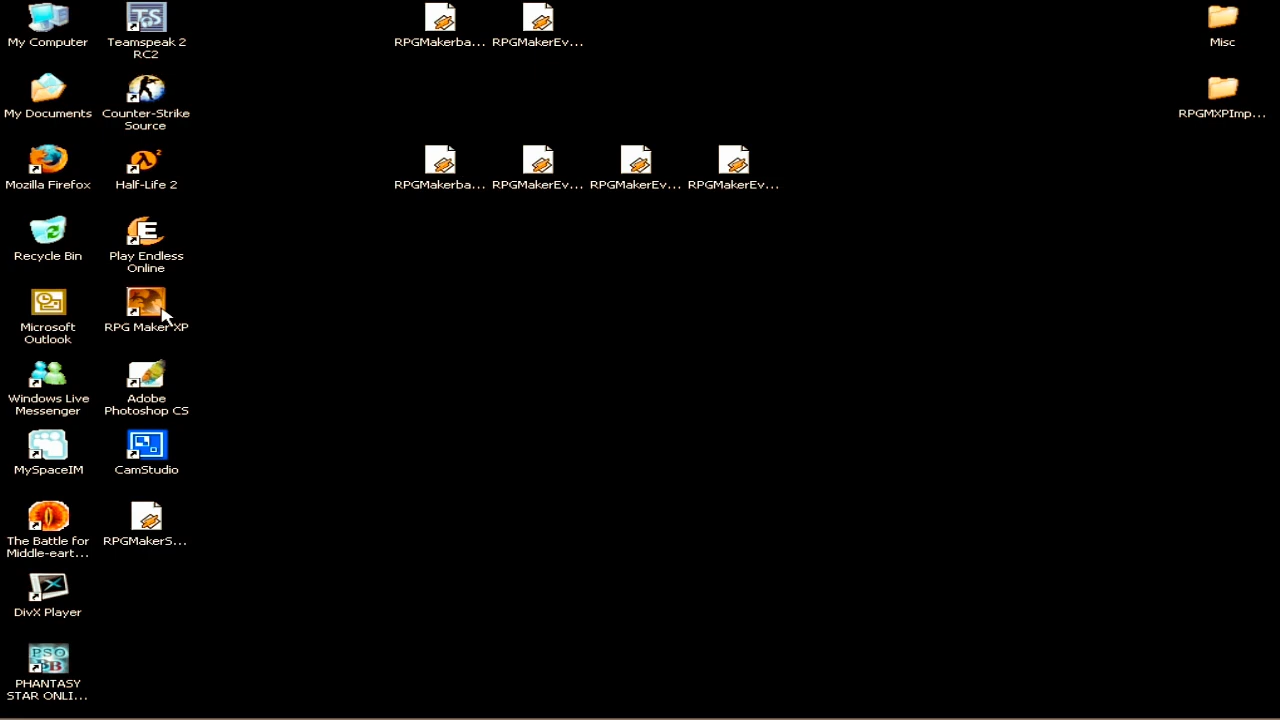 My Computer
Teamspeak 2
RC2
RPGMakerba...
RPGMakerEv...
Misc
My Documents
Counter-Strike
Source
RPGMXPImp...
Mozilla Firefox
Half-Life 2
RPGMakerba...
RPGMakerEv...
RPGMakerEv...
RPGMakerEv...
Recycle Bin
Play Endless
Online
Microsoft
Outlook
RPG Maker XP
Windows Live
Messenger
Adobe
Photoshop CS
MySpaceIM
CamStudio
The Battle for
Middle-eart...
RPGMakerS...
DivX Player
PSO
BB
PHANTASY
STAR ONLI...